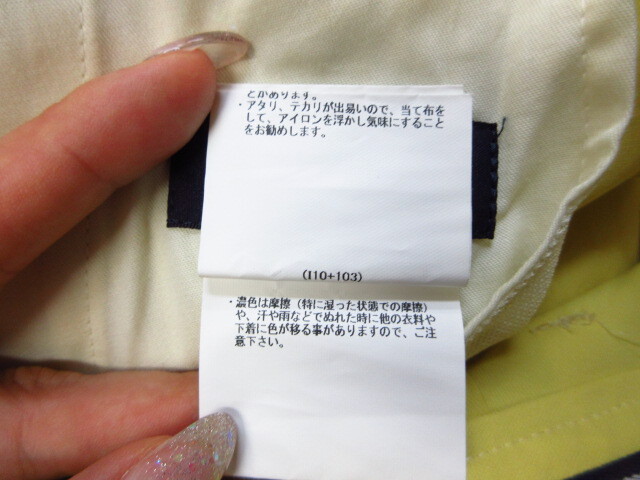 とがあります。
・アタリ、テカリが出易いので、当て布を
して、アイロンを浮かし気味にすること
をお勧めします。
(I10+103)
・濃色は摩擦（特に湿った状態での摩擦）
や、汗や雨などでぬれた時に他の衣料や
下着に色が移る事がありますので、ご注
意下さい。